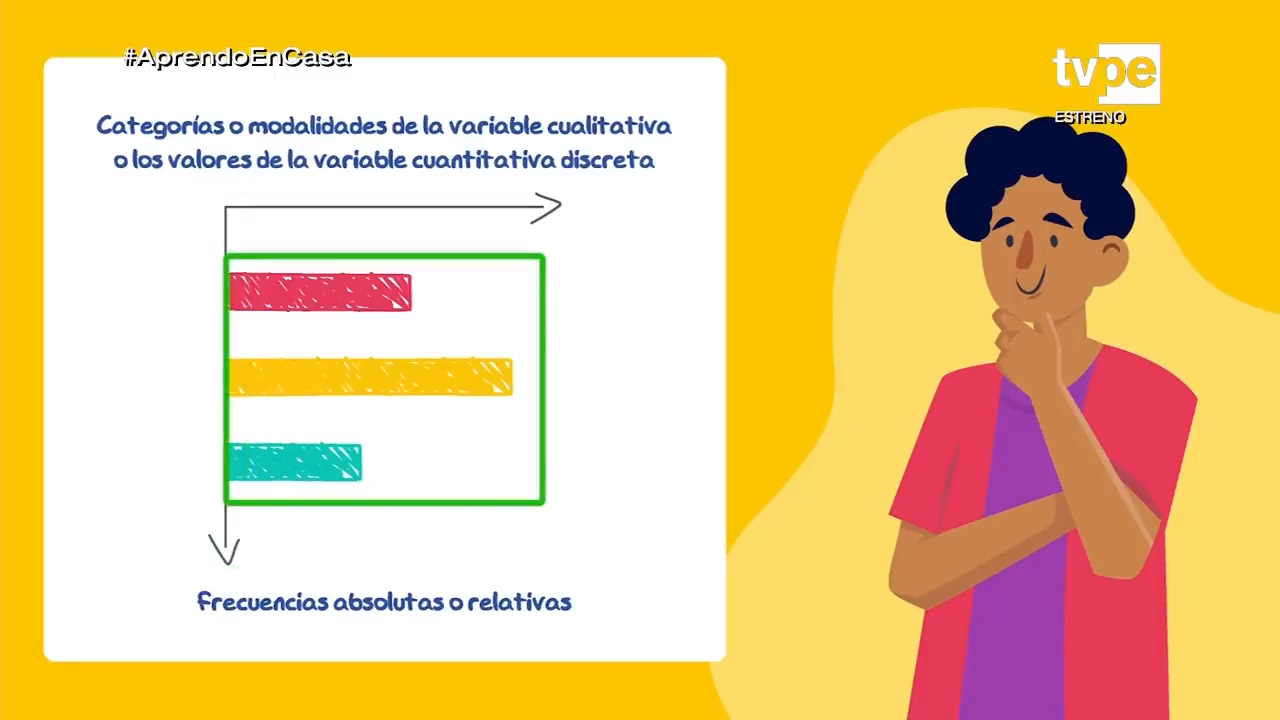 #AprendoEnCasa
tvpe
ESTRENO
Categorías o modalidades de la variable cualitativa
o los valores de la variable cuantitativa discreta
Frecuencias absolutas o relativas